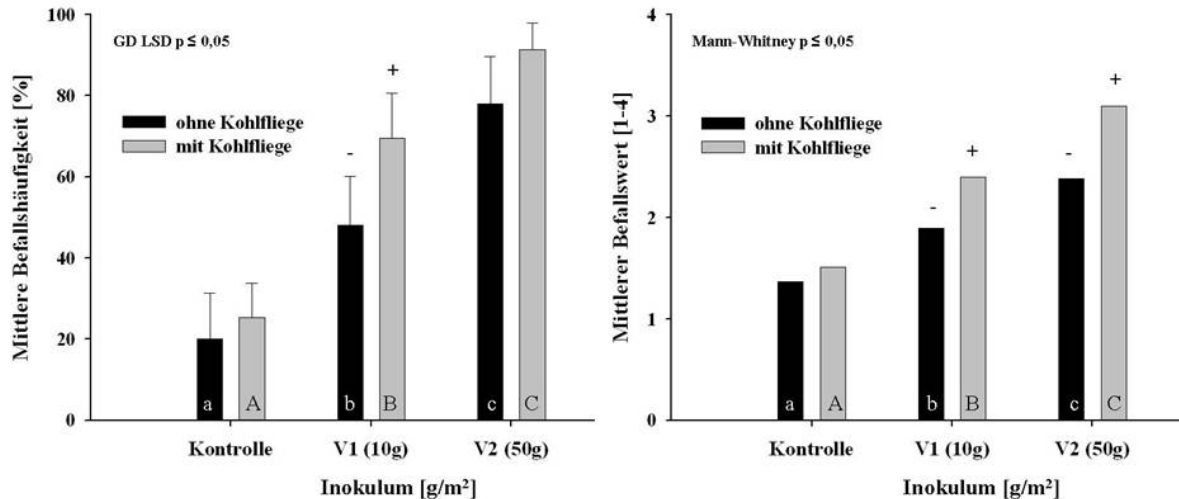 Mittlere Befallshäufigkeit [%]
100
80
60
40
20
0
GD LSD p ≤ 0,05
ohne Kohlfliege
mit Kohlfliege
- +
a A b B c C
Kontrolle V1 (10g) V2 (50g)
Inokulum [g/m²]
Mittlerer Befallswert [1-4]
4
3
2
1
0
Mann-Whitney p ≤ 0,05
ohne Kohlfliege
mit Kohlfliege
- + - +
a A b B c C
Kontrolle V1 (10g) V2 (50g)
Inokulum [g/m²]